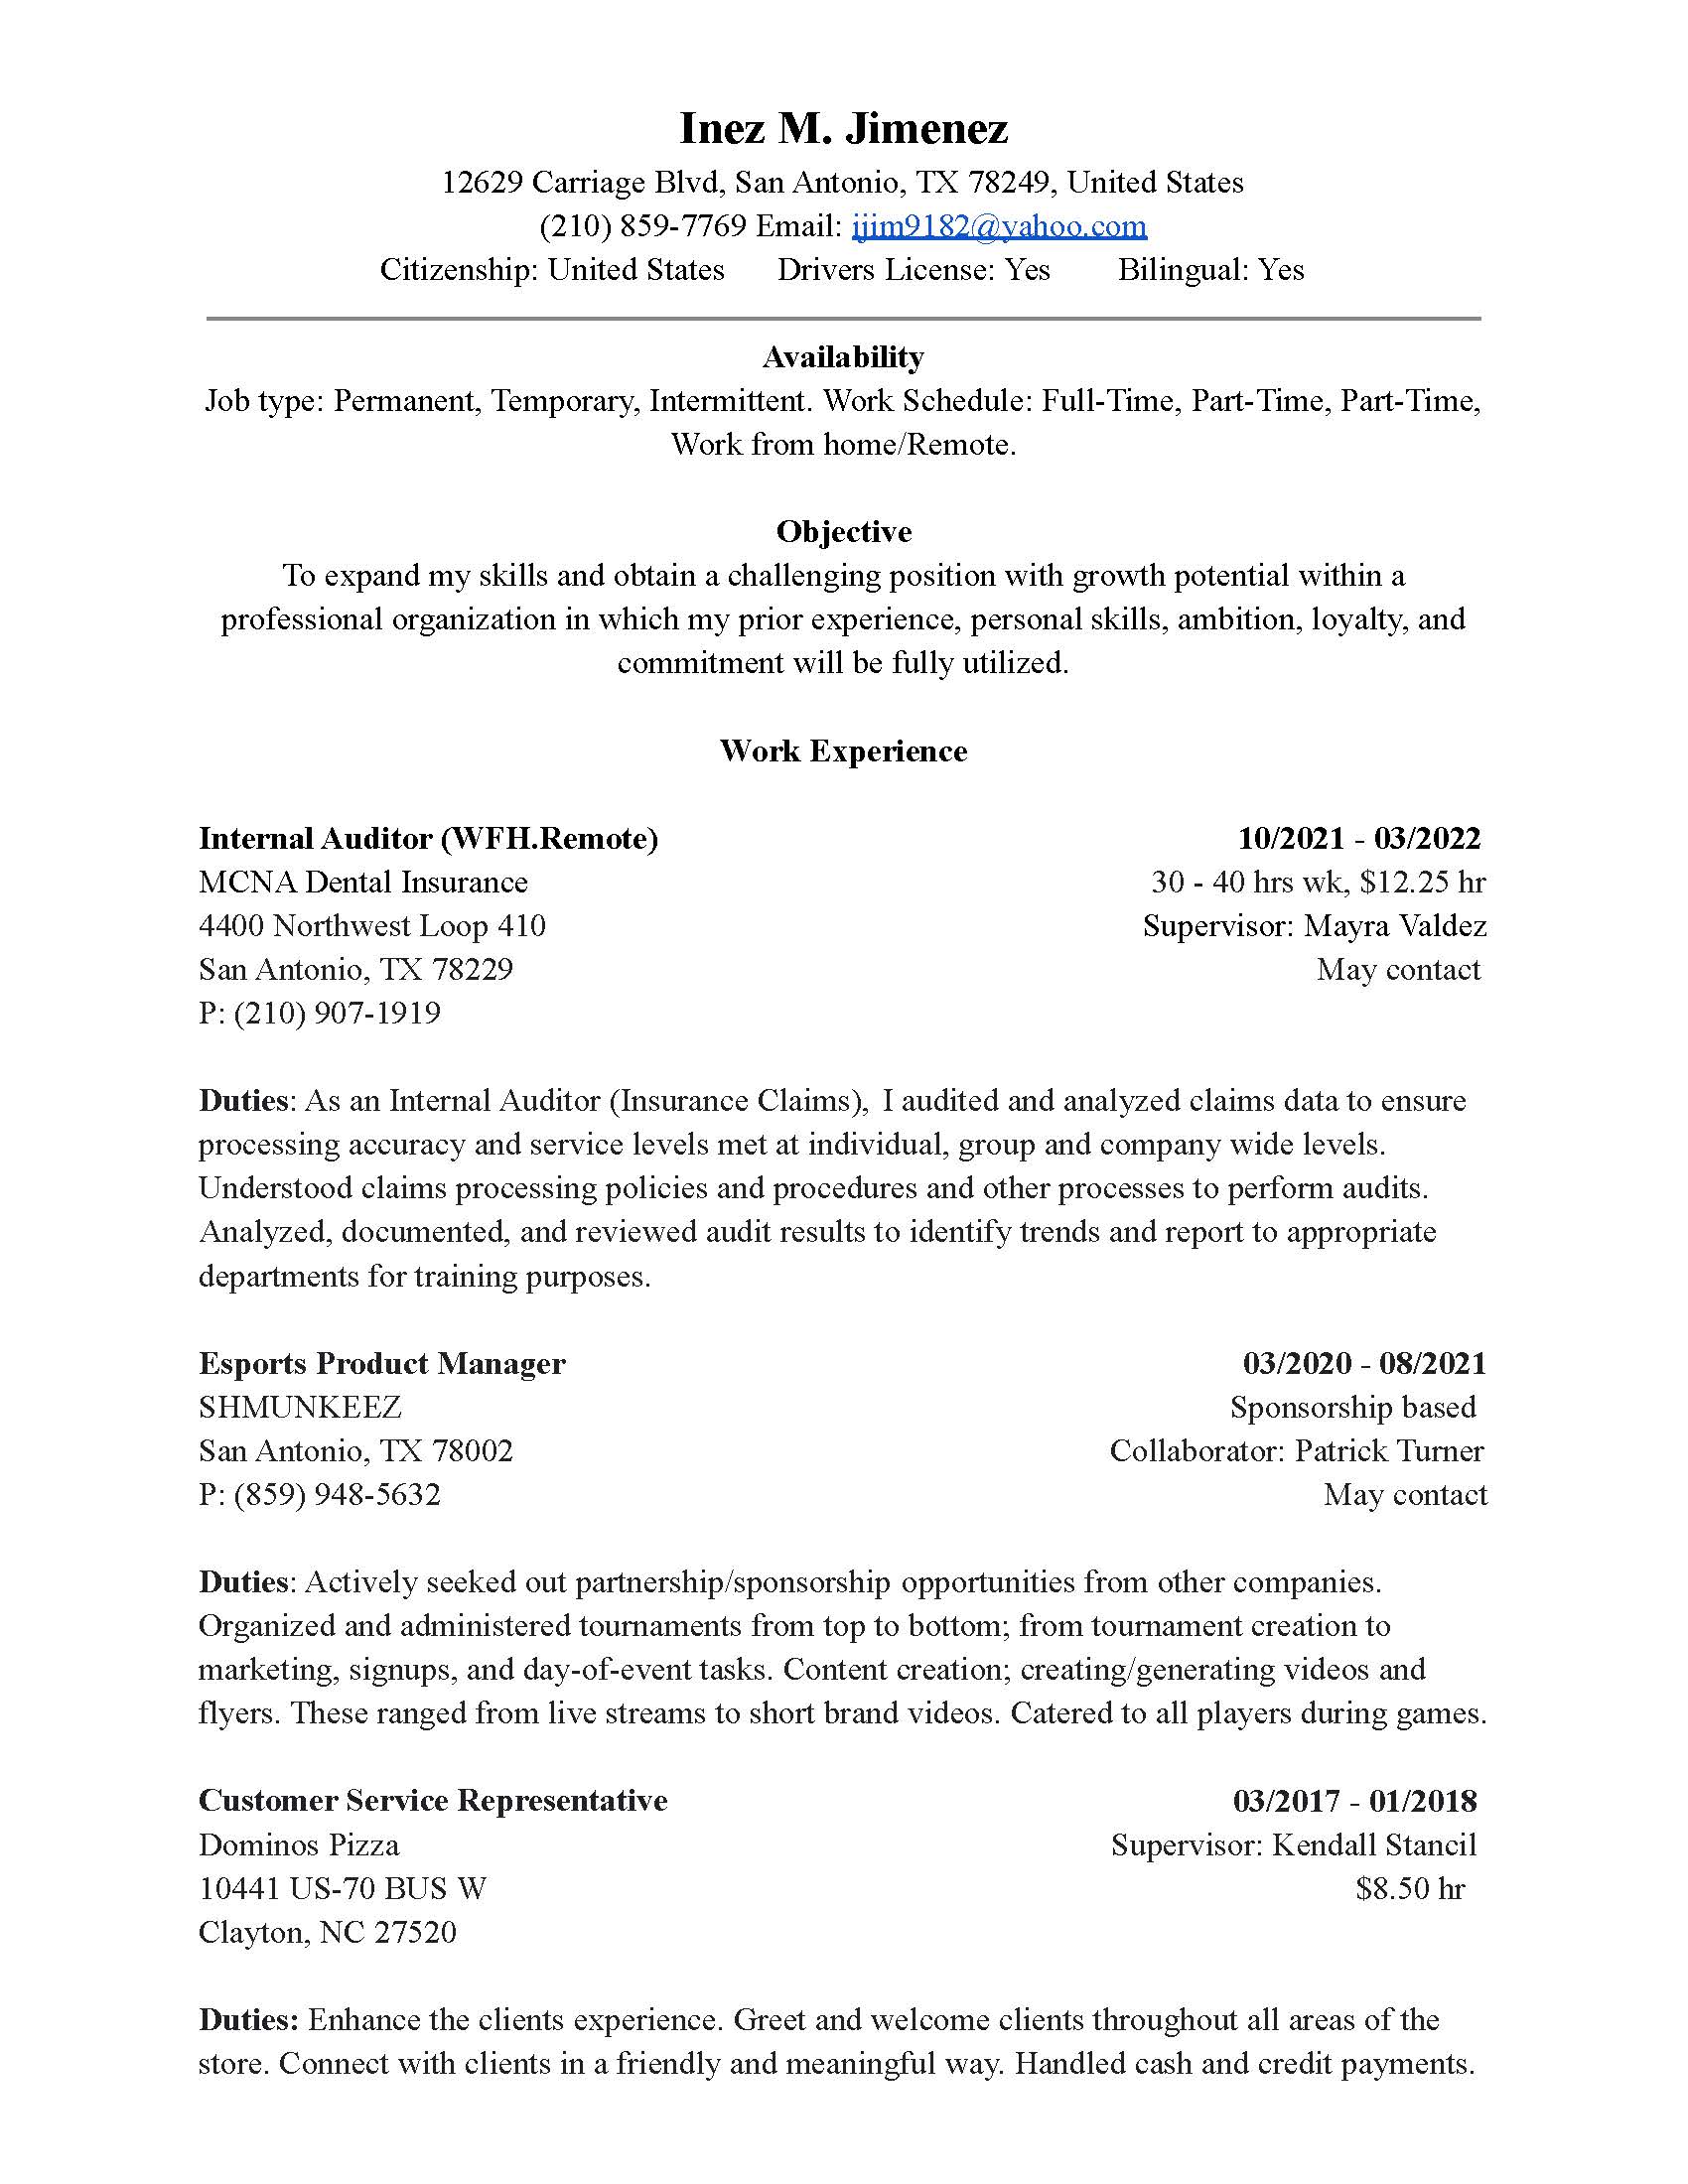 Inez M. Jimenez
12629 Carriage Blvd, San Antonio, TX 78249, United States
(210) 859-7769 Email: ijim9182@yahoo.com
Citizenship: United States Drivers License: Yes Bilingual: Yes
Availability
Job type: Permanent, Temporary, Intermittent. Work Schedule: Full-Time, Part-Time, Part-Time,
Work from home/Remote.
Objective
To expand my skills and obtain a challenging position with growth potential within a
professional organization in which my prior experience, personal skills, ambition, loyalty, and
commitment will be fully utilized.
Work Experience
Internal Auditor (WFH.Remote) 10/2021 - 03/2022
MCNA Dental Insurance 30 - 40 hrs wk, $12.25 hr
4400 Northwest Loop 410 Supervisor: Mayra Valdez
San Antonio, TX 78229 May contact
P: (210) 907-1919
Duties: As an Internal Auditor (Insurance Claims), I audited and analyzed claims data to ensure
processing accuracy and service levels met at individual, group and company wide levels.
Understood claims processing policies and procedures and other processes to perform audits.
Analyzed, documented, and reviewed audit results to identify trends and report to appropriate
departments for training purposes.
Esports Product Manager 03/2020 - 08/2021
SHMUNKEEZ Sponsorship based
San Antonio, TX 78002 Collaborator: Patrick Turner
P: (859) 948-5632 May contact
Duties: Actively seeked out partnership/sponsorship opportunities from other companies.
Organized and administered tournaments from top to bottom; from tournament creation to
marketing, signups, and day-of-event tasks. Content creation; creating/generating videos and
flyers. These ranged from live streams to short brand videos. Catered to all players during games.
Customer Service Representative 03/2017 - 01/2018
Dominos Pizza Supervisor: Kendall Stancil
10441 US-70 BUS W $8.50 hr
Clayton, NC 27520
Duties: Enhance the clients experience. Greet and welcome clients throughout all areas of the
store. Connect with clients in a friendly and meaningful way. Handled cash and credit payments.